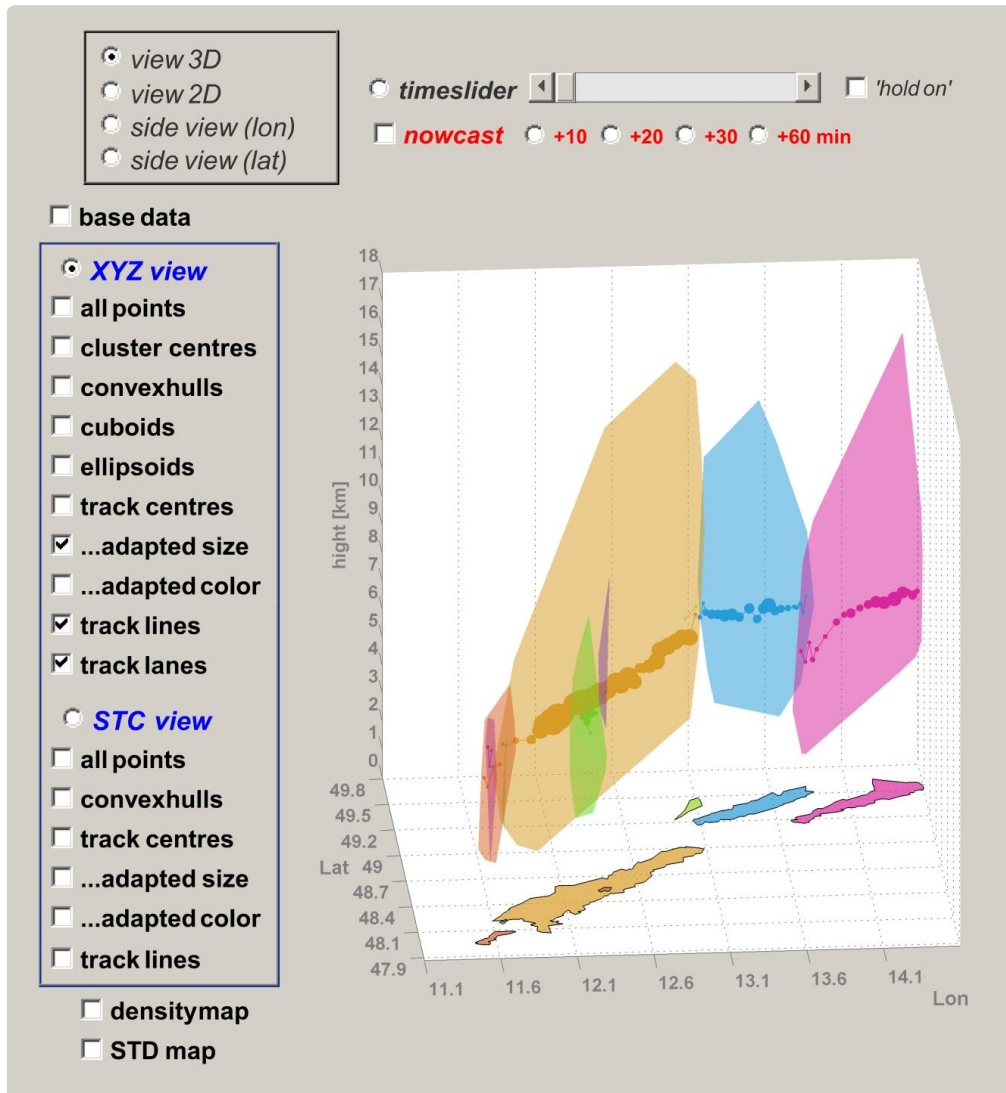 view 3D
view 2D
side view (lon)
side view (lat)
timeslider
'hold on'
nowcast +10 +20 +30 +60 min
base data
XYZ view
all points
cluster centres
convexhulls
cuboids
ellipsoids
track centres
...adapted size
...adapted color
track lines
track lanes
STC view
all points
convexhulls
track centres
...adapted size
...adapted color
track lines
densitymap
STD map
hight [km]
18
17
16
15
14
13
12
11
10
9
8
7
6
5
4
3
2
1
0
49.8
49.5
49.2
Lat 49
48.7
48.4
48.1
47.9
11.1 11.6 12.1 12.6 13.1 13.6 14.1
Lon